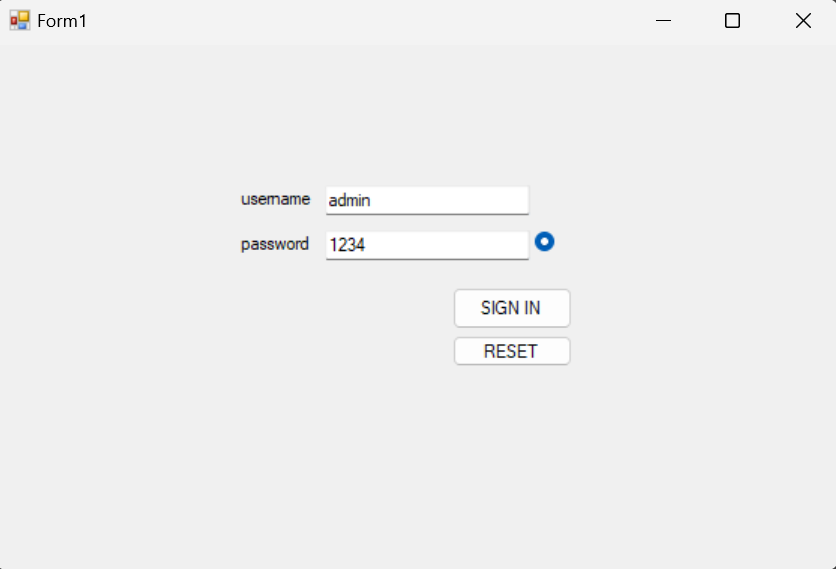 Form1
username admin
password 1234
SIGN IN
RESET